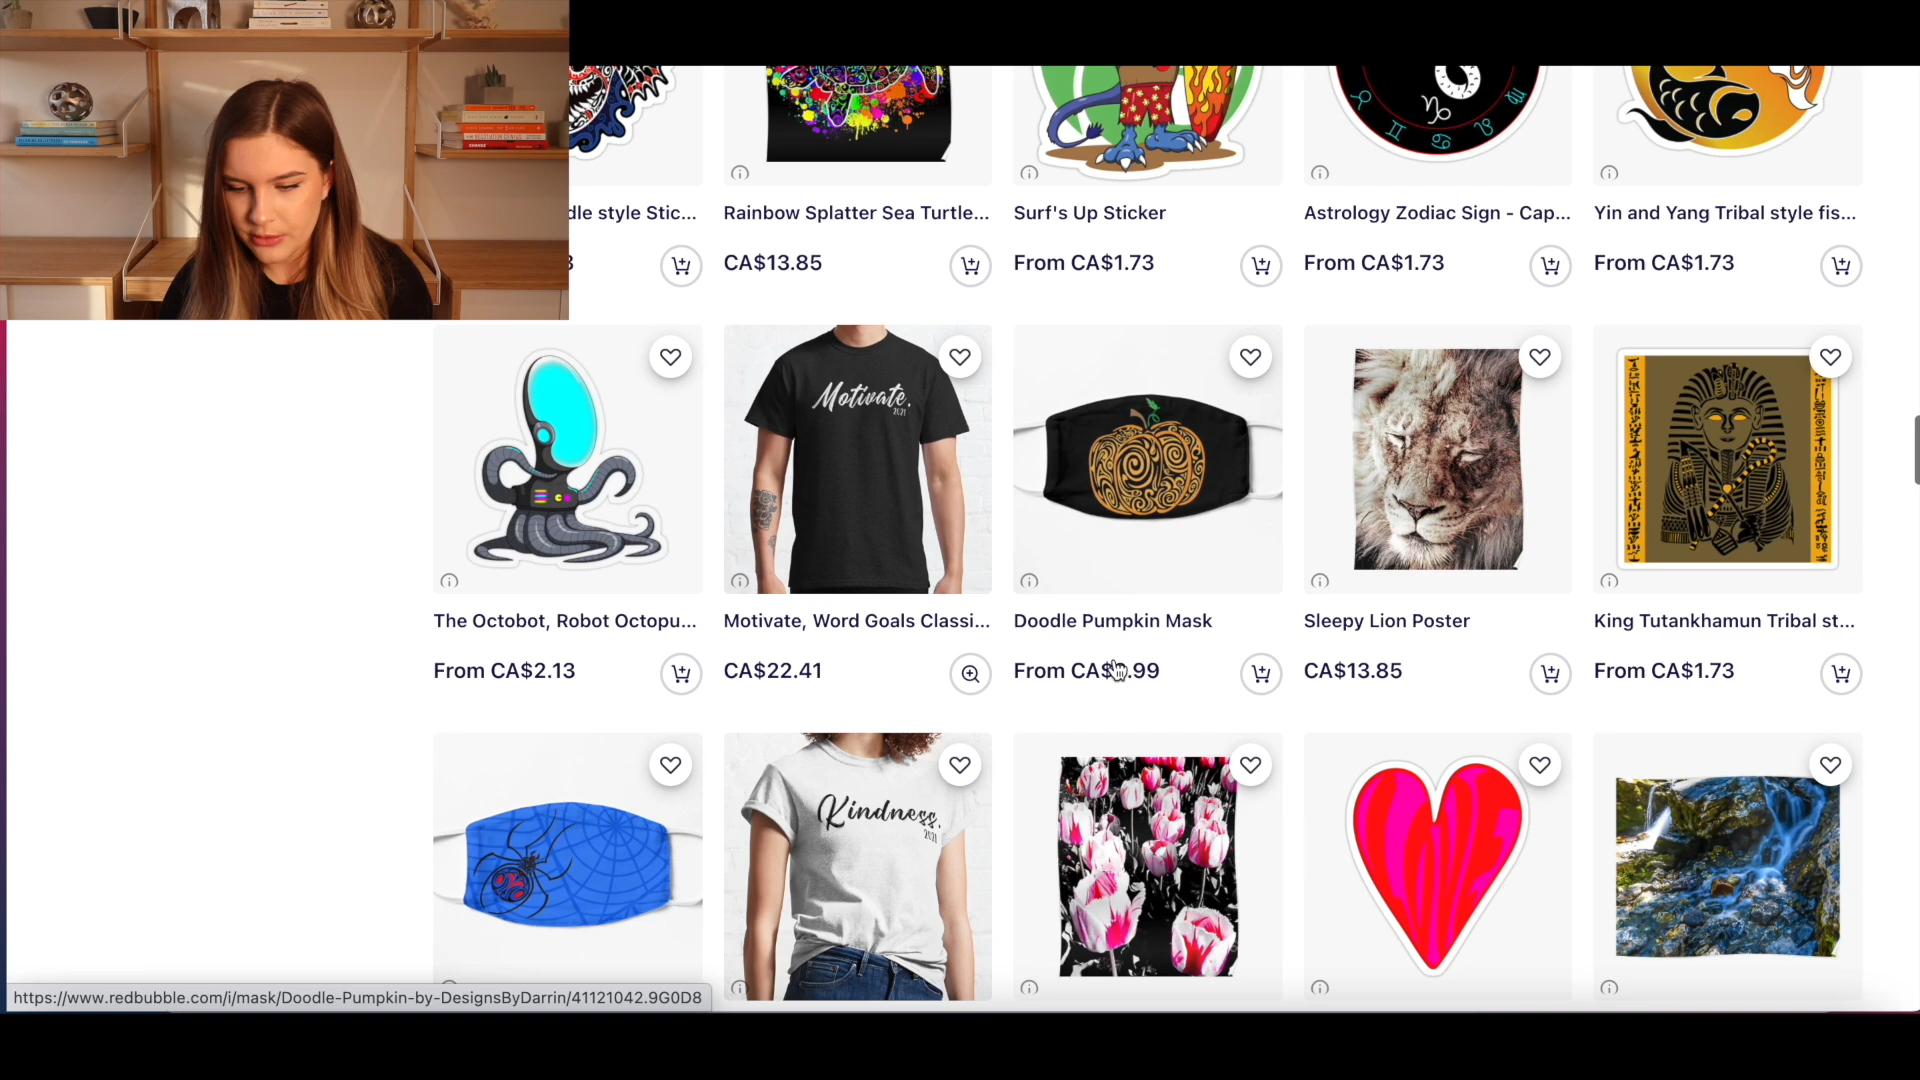 dle style Stic...
Rainbow Splatter Sea Turtle...
Surf's Up Sticker
Astrology Zodiac Sign - Cap...
Yin and Yang Tribal style fis...
CA$13.85
From CA$1.73
From CA$1.73
From CA$1.73
Motivate.
2021
The Octobot, Robot Octopu...
Motivate, Word Goals Classi...
Doodle Pumpkin Mask
Sleepy Lion Poster
King Tutankhamun Tribal st...
From CA$2.13
CA$22.41
From CA$ .99
CA$13.85
From CA$1.73
Kindness.
2021
https://www.redbubble.com/i/mask/Doodle-Pumpkin-by-DesignsByDarrin/41121042.9G0D8